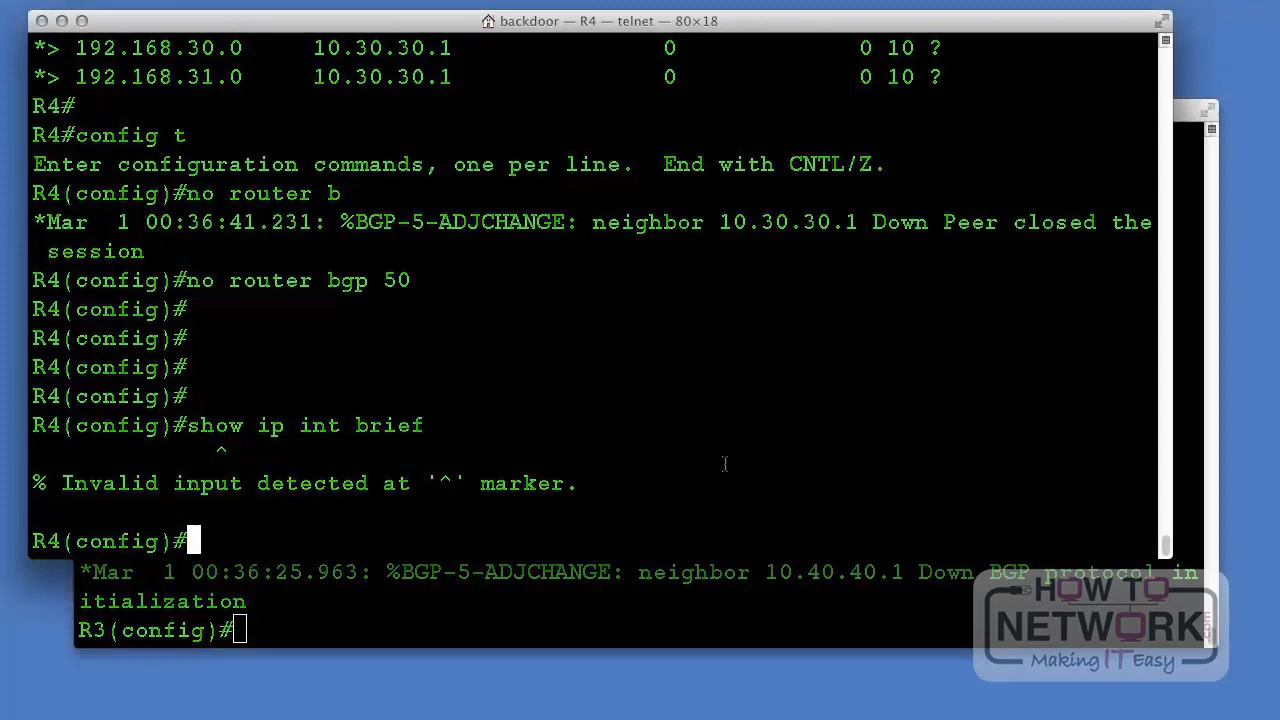 backdoor — R4 — telnet — 80×18
*> 192.168.30.0 10.30.30.1 0 0 10 ?
*> 192.168.31.0 10.30.30.1 0 0 10 ?
R4#
R4#config t
Enter configuration commands, one per line. End with CNTL/Z.
R4(config)#no router b
*Mar 1 00:36:41.231: %BGP-5-ADJCHANGE: neighbor 10.30.30.1 Down Peer closed the
session
R4(config)#no router bgp 50
R4(config)#
R4(config)#
R4(config)#
R4(config)#
R4(config)#show ip int brief
^
% Invalid input detected at '^' marker.
R4(config)#
*Mar 1 00:36:25.963: %BGP-5-ADJCHANGE: neighbor 10.40.40.1 Down BGP protocol in
itialization
R3(config)#
HOW TO
NETWORK
.com
Making IT Easy